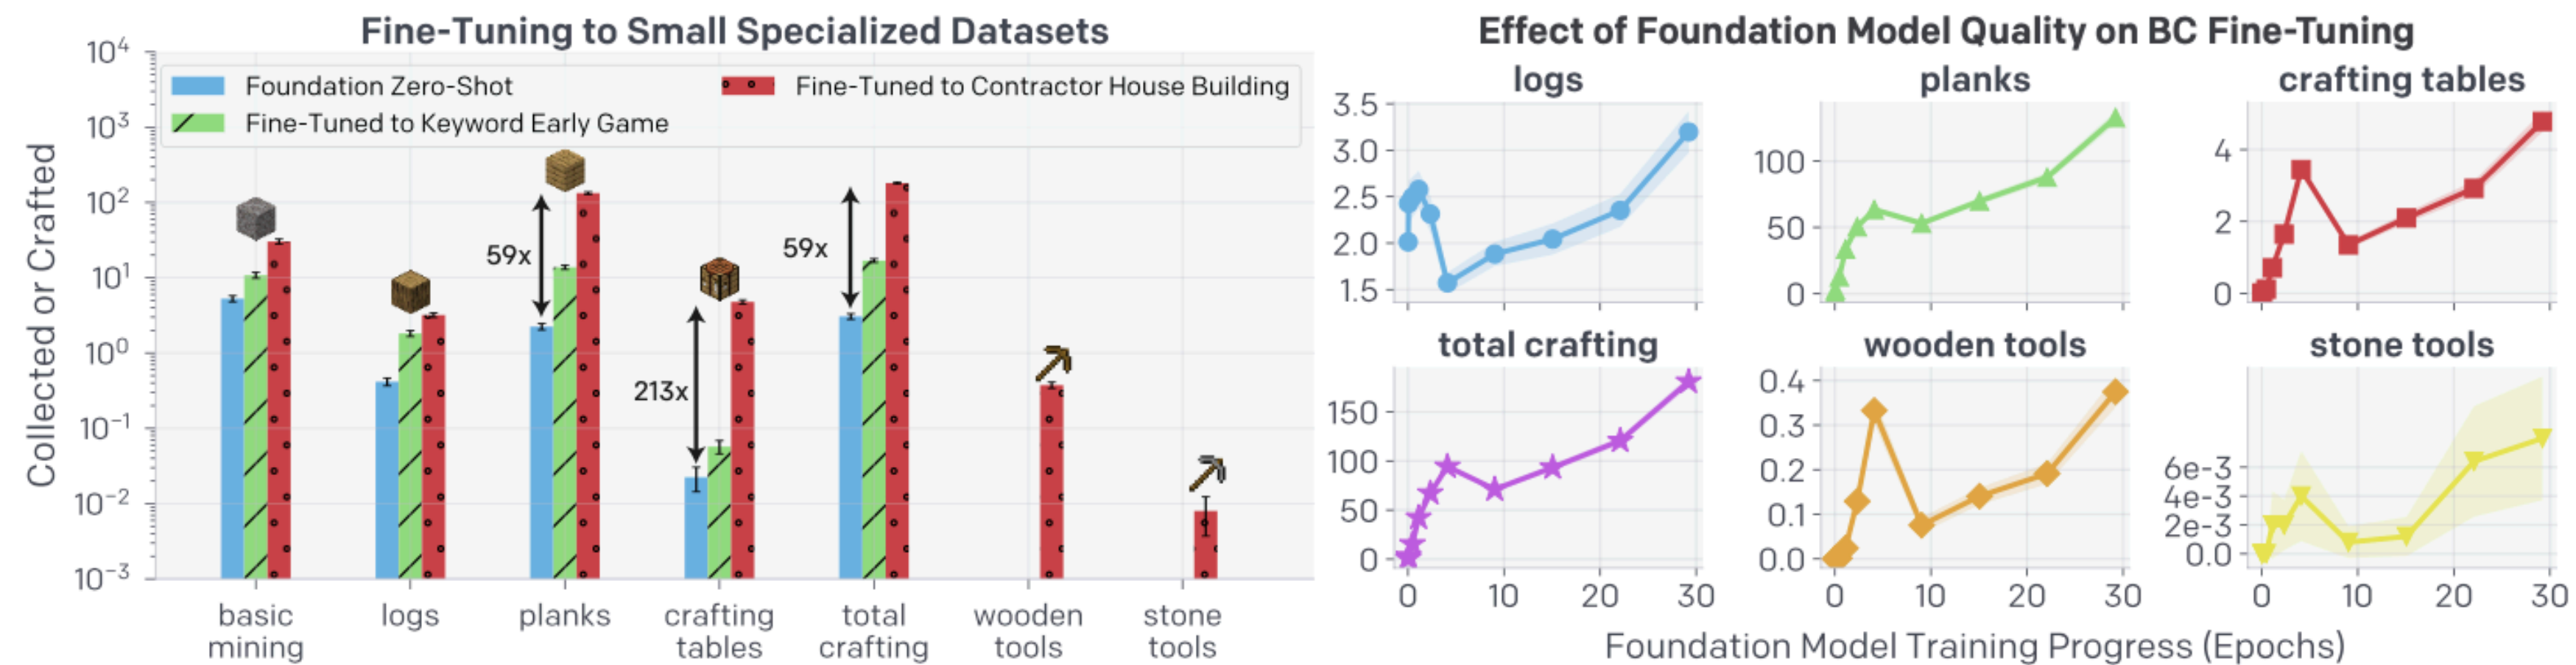 Fine-Tuning to Small Specialized Datasets
Collected or Crafted
10⁴
10³
10²
10¹
10⁰
10⁻¹
10⁻²
10⁻³
Foundation Zero-Shot
Fine-Tuned to Keyword Early Game
Fine-Tuned to Contractor House Building
59x
213x
59x
basic mining
logs
planks
crafting tables
total crafting
wooden tools
stone tools
Effect of Foundation Model Quality on BC Fine-Tuning
logs
3.5
3.0
2.5
2.0
1.5
planks
100
50
0
crafting tables
4
2
0
total crafting
150
100
50
0
0 10 20 30
wooden tools
0.4
0.3
0.2
0.1
0.0
0 10 20 30
stone tools
6e-3
4e-3
2e-3
0.0
0 10 20 30
Foundation Model Training Progress (Epochs)